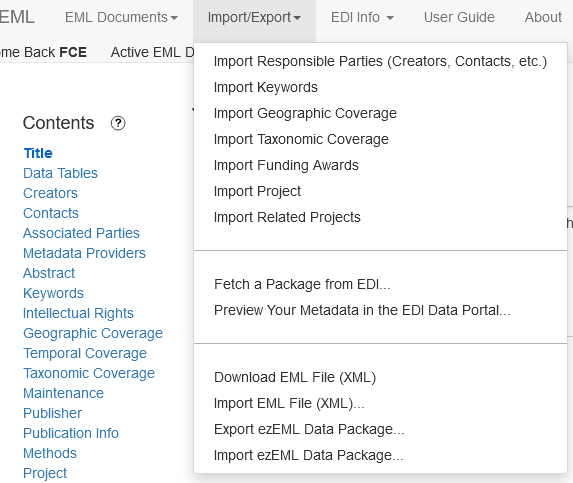 EML EML Documents Import/Export EDI Info User Guide About
me Back FCE Active EML D
Import Responsible Parties (Creators, Contacts, etc.)
Import Keywords
Import Geographic Coverage
Import Taxonomic Coverage
Import Funding Awards
Import Project
Import Related Projects
Fetch a Package from EDI...
Preview Your Metadata in the EDI Data Portal...
Download EML File (XML)
Import EML File (XML)...
Export ezEML Data Package...
Import ezEML Data Package...
Contents ?
Title
Data Tables
Creators
Contacts
Associated Parties
Metadata Providers
Abstract
Keywords
Intellectual Rights
Geographic Coverage
Temporal Coverage
Taxonomic Coverage
Maintenance
Publisher
Publication Info
Methods
Project